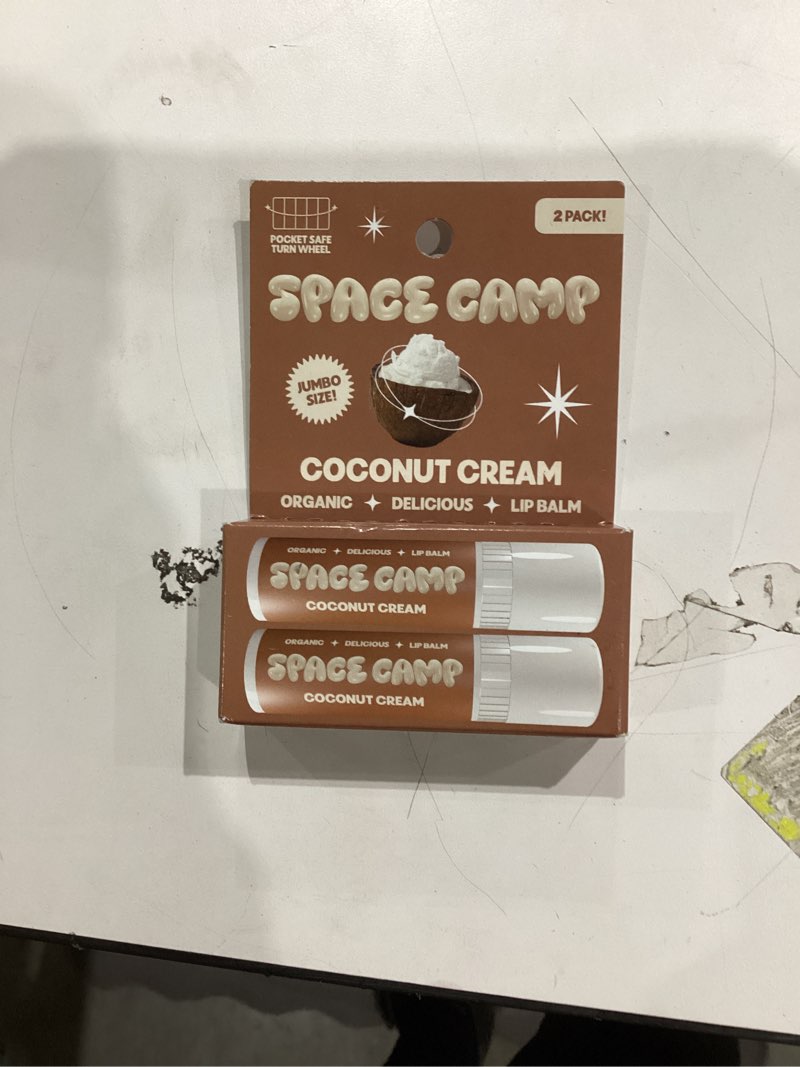 POCKET SAFE
TURN WHEEL
2 PACK!
SPACE CAMP
JUMBO
SIZE!
COCONUT CREAM
ORGANIC DELICIOUS LIP BALM
ORGANIC DELICIOUS LIP BALM
SPACE CAMP
COCONUT CREAM
ORGANIC DELICIOUS LIP BALM
SPACE CAMP
COCONUT CREAM